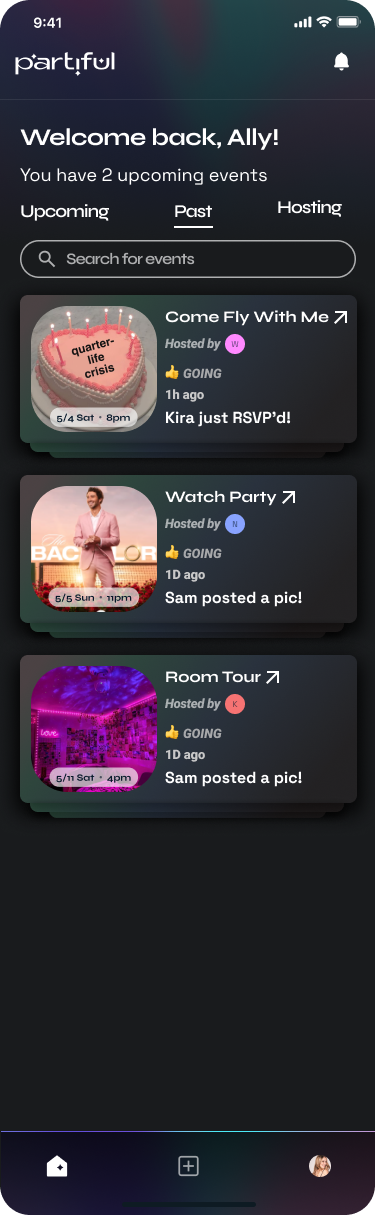 9:41
partiful
Welcome back, Ally!
You have 2 upcoming events
Upcoming
Past
Hosting
Search for events
quarter-
life
crisis
5/4 Sat • 8pm
Come Fly With Me
Hosted by W
👍 GOING
1h ago
Kira just RSVP'd!
The
BACHELOR
5/5 Sun • 11pm
Watch Party
Hosted by N
👍 GOING
1D ago
Sam posted a pic!
Love
5/11 Sat • 4pm
Room Tour
Hosted by K
👍 GOING
1D ago
Sam posted a pic!